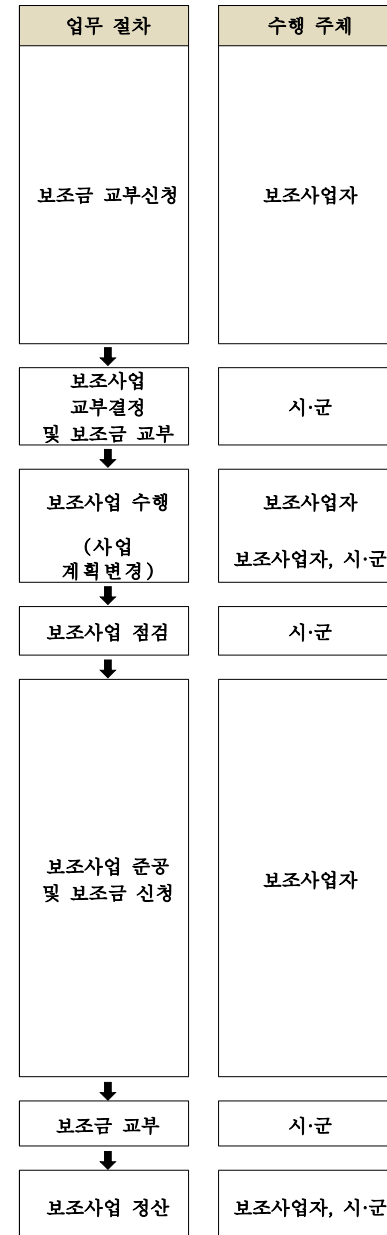 업무 절차
수행 주체
보조금 교부신청
보조사업자
보조사업
교부결정
및 보조금 교부
시·군
보조사업 수행
(사업
계획변경)
보조사업자
보조사업자, 시·군
보조사업 점검
시·군
보조사업 준공
및 보조금 신청
보조사업자
보조금 교부
시·군
보조사업 정산
보조사업자, 시·군